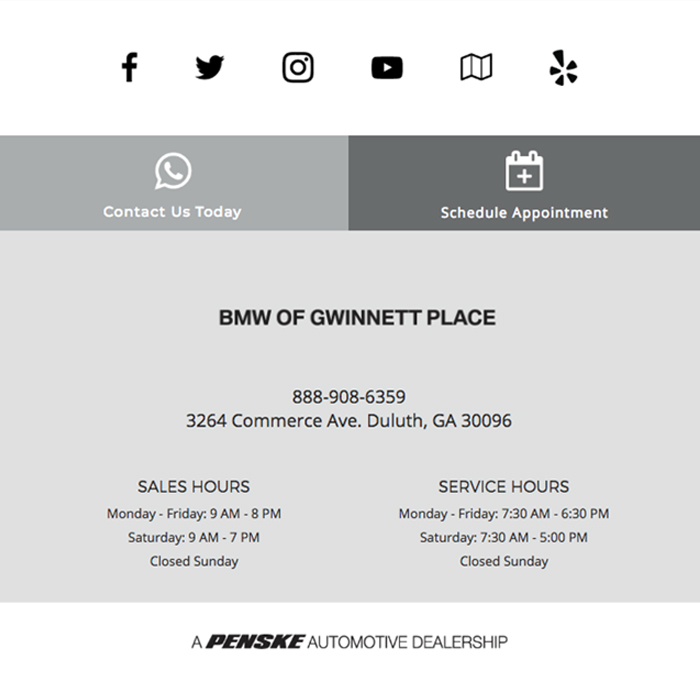 Contact Us Today
Schedule Appointment
BMW OF GWINNETT PLACE
888-908-6359
3264 Commerce Ave. Duluth, GA 30096
SALES HOURS
Monday - Friday: 9 AM - 8 PM
Saturday: 9 AM - 7 PM
Closed Sunday
SERVICE HOURS
Monday - Friday: 7:30 AM - 6:30 PM
Saturday: 7:30 AM - 5:00 PM
Closed Sunday
A PENSKE AUTOMOTIVE DEALERSHIP